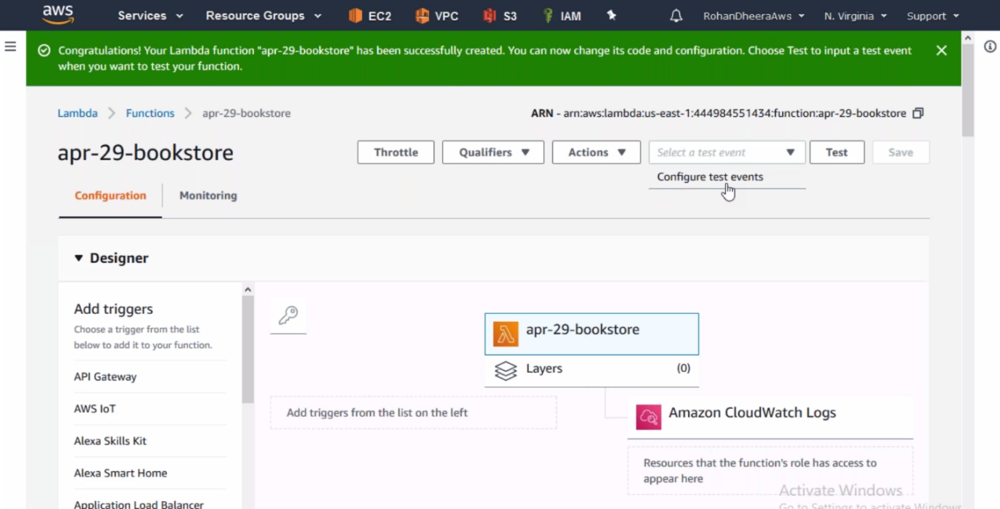 aws Services Resource Groups EC2 VPC S3 IAM RohanDheeraAws N. Virginia Support
Congratulations! Your Lambda function "apr-29-bookstore" has been successfully created. You can now change its code and configuration. Choose Test to input a test event
when you want to test your function.
Lambda Functions apr-29-bookstore
ARN - arn:aws:lambda:us-east-1:444984551434:function:apr-29-bookstore
apr-29-bookstore
Throttle Qualifiers Actions Select a test event Test Save
Configure test events
Configuration Monitoring
Designer
Add triggers
Choose a trigger from the list
below to add it to your function.
API Gateway
AWS IoT
Alexa Skills Kit
Alexa Smart Home
Application Load Balancer
apr-29-bookstore
Layers (0)
Add triggers from the list on the left
Amazon CloudWatch Logs
Resources that the function's role has access to
appear here
Activate Windows
Go to Settings to activate Windows